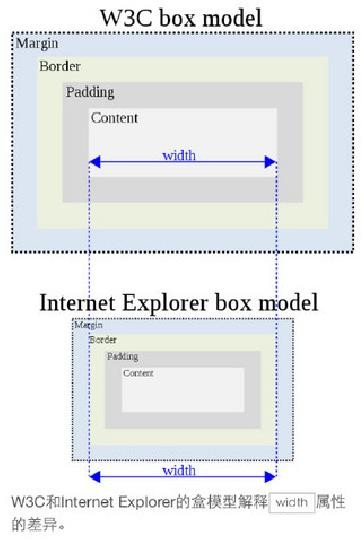 W3C box model
Margin
Border
Padding
Content
width
Internet Explorer box model
Margin
Border
Padding
Content
width
W3C和Internet Explorer的盒模型解释 width 属性
的差异。